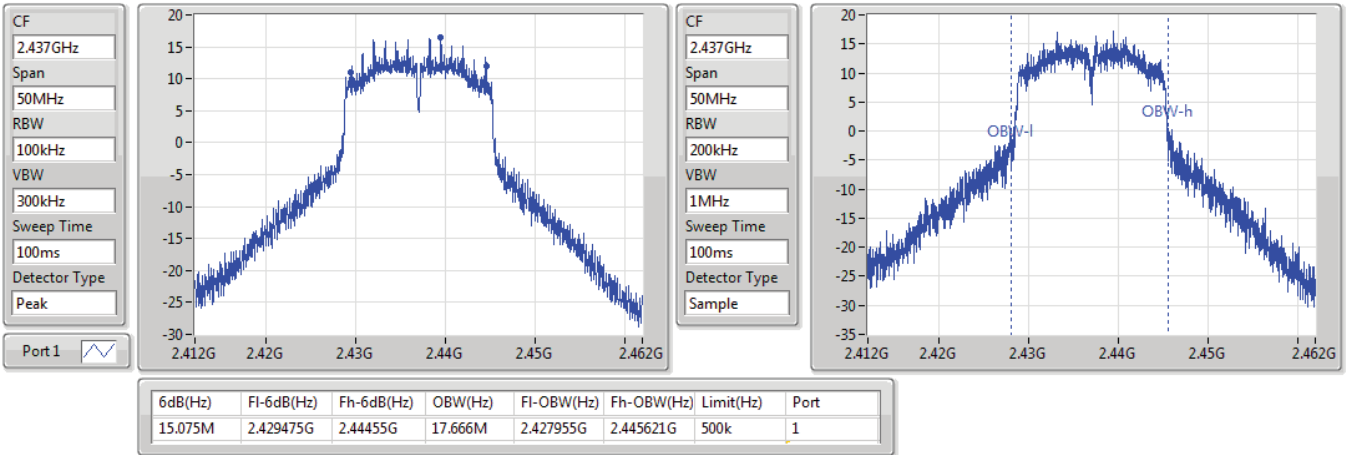 CF
2.437GHz
Span
50MHz
RBW
100kHz
VBW
300kHz
Sweep Time
100ms
Detector Type
Peak
Port 1
20
15
10
5
0
-5
-10
-15
-20
-25
-30
2.412G 2.42G 2.43G 2.44G 2.45G 2.462G
CF
2.437GHz
Span
50MHz
RBW
200kHz
VBW
1MHz
Sweep Time
100ms
Detector Type
Sample
20
15
10
5
0
-5
-10
-15
-20
-25
-30
-35
OBW-l
OBW-h
2.412G 2.42G 2.43G 2.44G 2.45G 2.462G
6dB(Hz) Fl-6dB(Hz) Fh-6dB(Hz) OBW(Hz) Fl-OBW(Hz) Fh-OBW(Hz) Limit(Hz) Port
15.075M 2.429475G 2.44455G 17.666M 2.427955G 2.445621G 500k 1